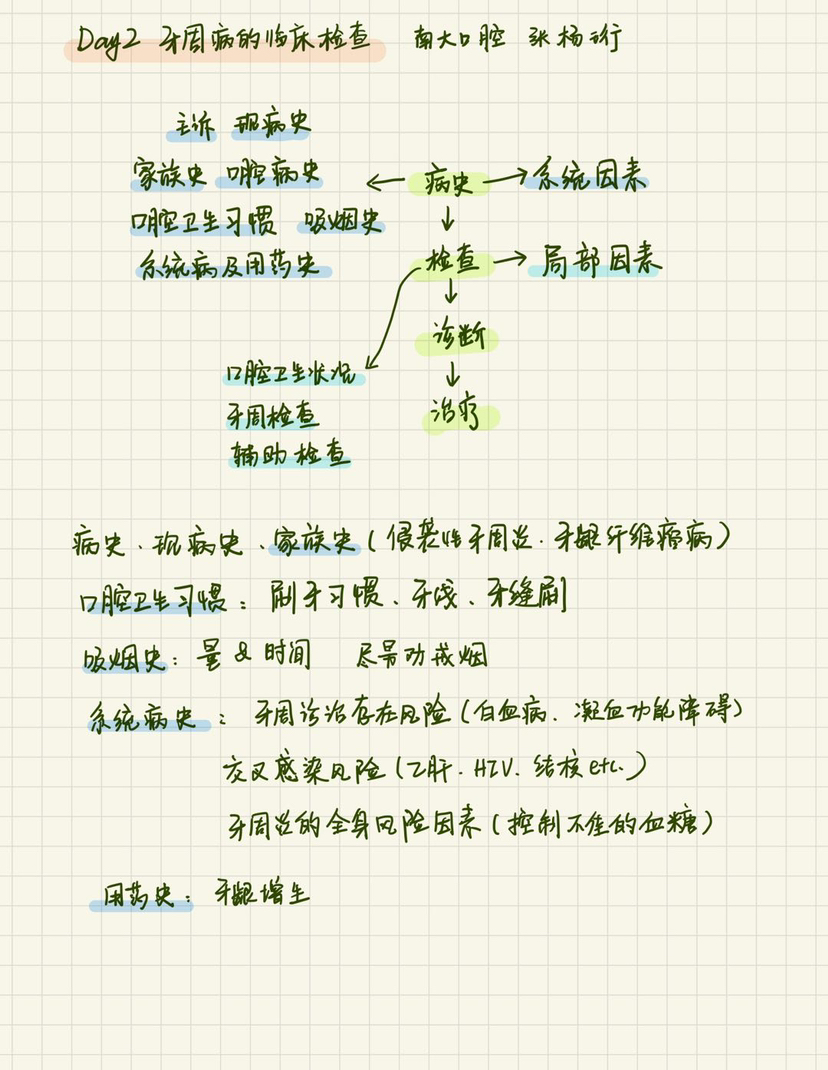 Day2 牙周病的临床检查 南大口腔 张杨珩
主诉 现病史
家族史 口腔病史 ← 病史 → 系统因素
↓
口腔卫生习惯 吸烟史
系统病及用药史 检查 → 局部因素
↓
诊断
口腔卫生状况 ↓
牙周检查 治疗
辅助检查
病史、现病史、家族史(侵袭性牙周炎、牙龈纤维瘤病)
口腔卫生习惯：刷牙习惯、牙线、牙缝刷
吸烟史：量&时间 尽早劝戒烟
系统病史：牙周诊治存在风险(白血病、凝血功能障碍)
交叉感染风险(乙肝、HIV、结核etc.)
牙周炎的全身风险因素(控制不佳的血糖)
用药史：牙龈增生